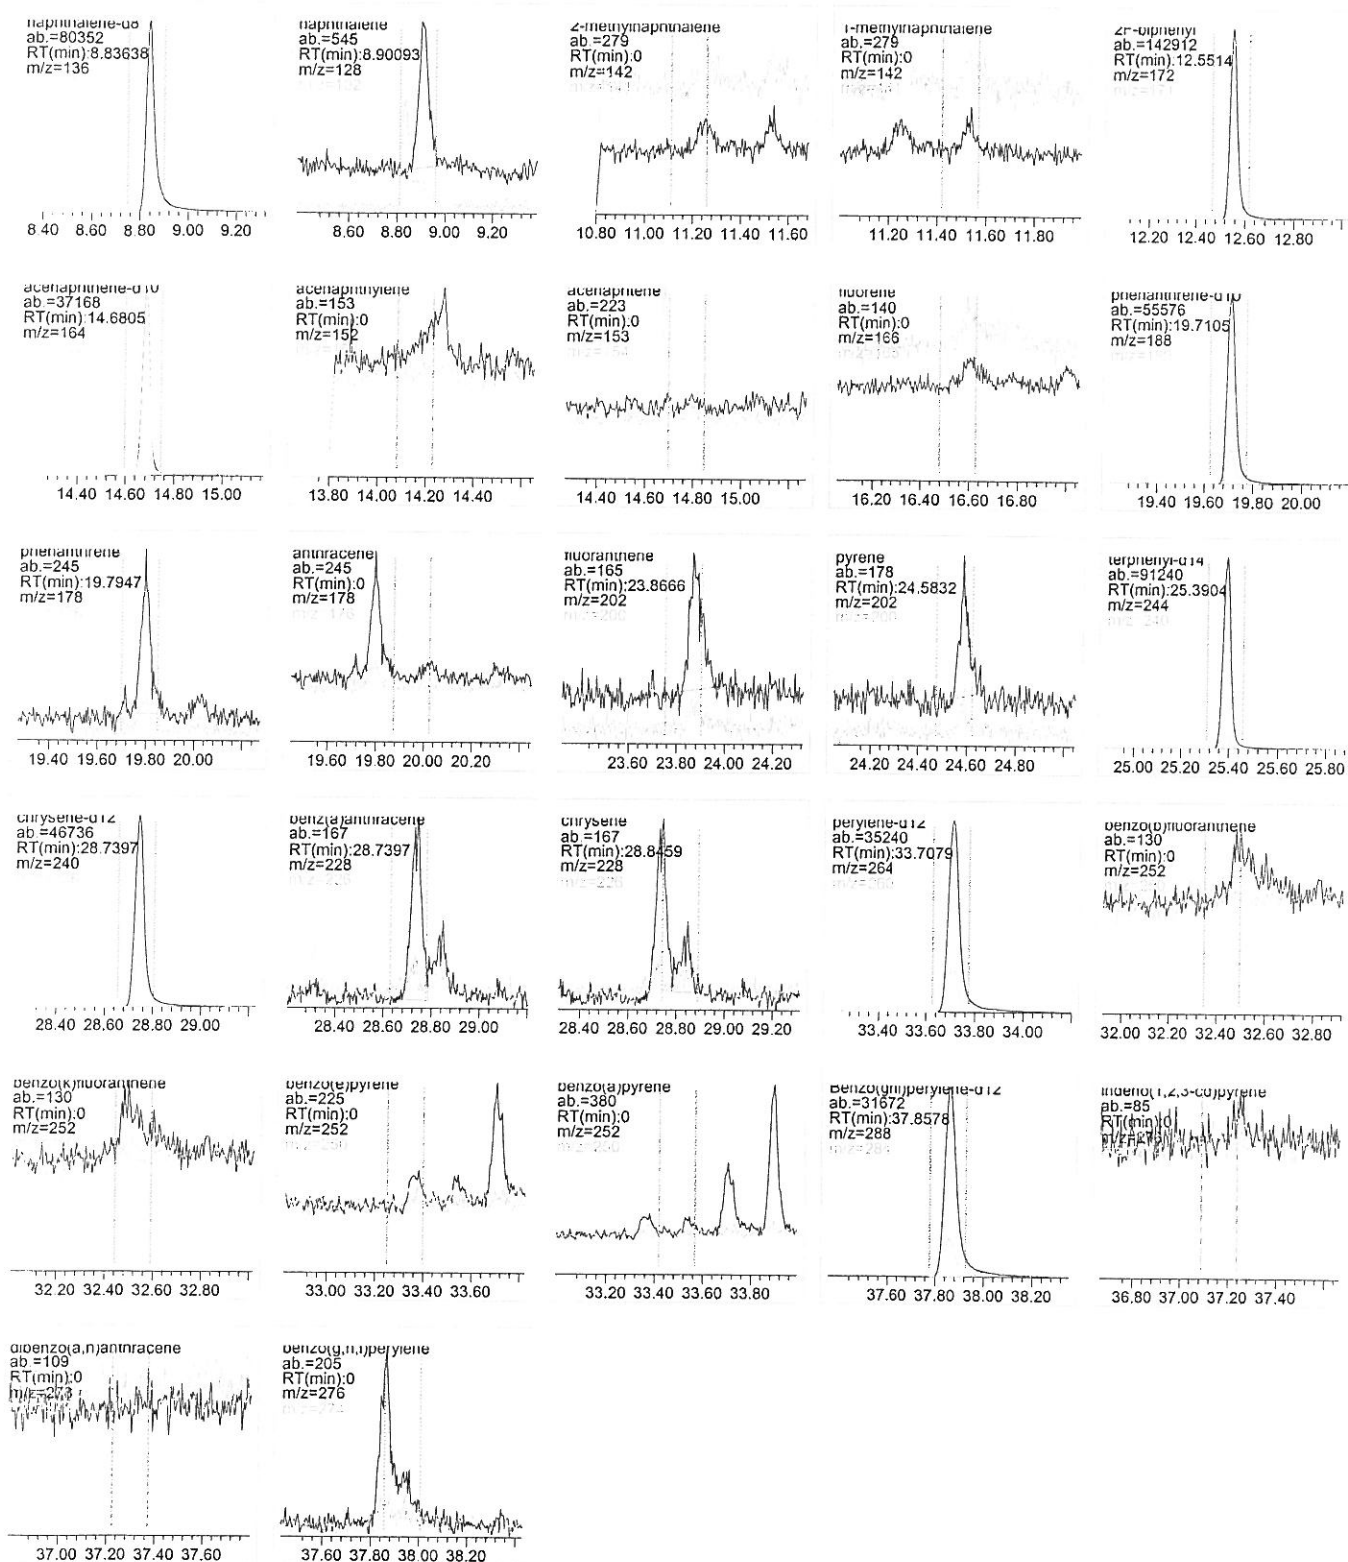 naphthalene-d8
ab.=80352
RT(min):8.83638
m/z=136
8.40 8.60 8.80 9.00 9.20
naphthalene
ab.=545
RT(min):8.90093
m/z=128
8.60 8.80 9.00 9.20
2-methylnaphthalene
ab.=279
RT(min):0
m/z=142
10.80 11.00 11.20 11.40 11.60
1-methylnaphthalene
ab.=279
RT(min):0
m/z=142
11.20 11.40 11.60 11.80
2F-biphenyl
ab.=142912
RT(min):12.5514
m/z=172
12.20 12.40 12.60 12.80
acenaphthene-d10
ab.=37168
RT(min):14.6805
m/z=164
14.40 14.60 14.80 15.00
acenaphthylene
ab.=153
RT(min):0
m/z=152
13.80 14.00 14.20 14.40
acenaphtene
ab.=223
RT(min):0
m/z=153
14.40 14.60 14.80 15.00
fluorene
ab.=140
RT(min):0
m/z=166
16.20 16.40 16.60 16.80
phenanthrene-d10
ab.=55576
RT(min):19.7105
m/z=188
19.40 19.60 19.80 20.00
phenanthrene
ab.=245
RT(min):19.7947
m/z=178
19.40 19.60 19.80 20.00
anthracene
ab.=245
RT(min):0
m/z=178
19.60 19.80 20.00 20.20
fluoranthene
ab.=165
RT(min):23.8666
m/z=202
23.60 23.80 24.00 24.20
pyrene
ab.=178
RT(min):24.5832
m/z=202
24.20 24.40 24.60 24.80
terphenyl-d14
ab.=91240
RT(min):25.3904
m/z=244
25.00 25.20 25.40 25.60 25.80
chrysene-d12
ab.=46736
RT(min):28.7397
m/z=240
28.40 28.60 28.80 29.00
benz(a)anthracene
ab.=167
RT(min):28.7397
m/z=228
28.40 28.60 28.80 29.00
chrysene
ab.=167
RT(min):28.8459
m/z=228
28.40 28.60 28.80 29.00 29.20
perylene-d12
ab.=35240
RT(min):33.7079
m/z=264
33.40 33.60 33.80 34.00
benzo(b)fluoranthene
ab.=130
RT(min):0
m/z=252
32.00 32.20 32.40 32.60 32.80
benzo(k)fluoranthene
ab.=130
RT(min):0
m/z=252
32.20 32.40 32.60 32.80
benzo(e)pyrene
ab.=225
RT(min):0
m/z=252
33.00 33.20 33.40 33.60
benzo(a)pyrene
ab.=380
RT(min):0
m/z=252
33.20 33.40 33.60 33.80
Benzo(ghi)perylene-d12
ab.=31672
RT(min):37.8578
m/z=288
37.60 37.80 38.00 38.20
indeno(1,2,3-cd)pyrene
ab.=85
RT(min):0
m/z=276
36.80 37.00 37.20 37.40
dibenzo(a,h)anthracene
ab.=109
RT(min):0
37.00 37.20 37.40 37.60
benzo(g,h,i)perylene
ab.=205
RT(min):0
m/z=276
37.60 37.80 38.00 38.20